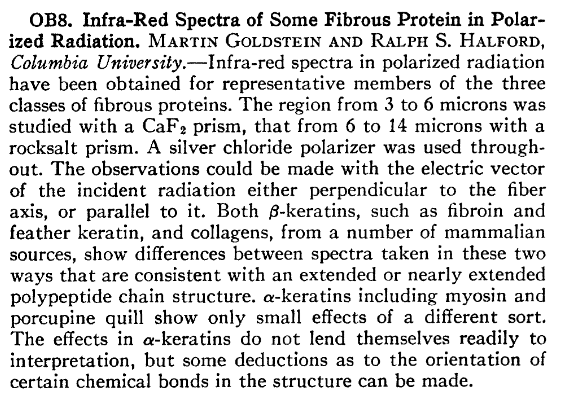 OB8. Infra-Red Spectra of Some Fibrous Protein in Polar-
ized Radiation. MARTIN GOLDSTEIN AND RALPH S. HALFORD,
Columbia University.—Infra-red spectra in polarized radiation
have been obtained for representative members of the three
classes of fibrous proteins. The region from 3 to 6 microns was
studied with a CaF₂ prism, that from 6 to 14 microns with a
rocksalt prism. A silver chloride polarizer was used through-
out. The observations could be made with the electric vector
of the incident radiation either perpendicular to the fiber
axis, or parallel to it. Both β-keratins, such as fibroin and
feather keratin, and collagens, from a number of mammalian
sources, show differences between spectra taken in these two
ways that are consistent with an extended or nearly extended
polypeptide chain structure. α-keratins including myosin and
porcupine quill show only small effects of a different sort.
The effects in α-keratins do not lend themselves readily to
interpretation, but some deductions as to the orientation of
certain chemical bonds in the structure can be made.